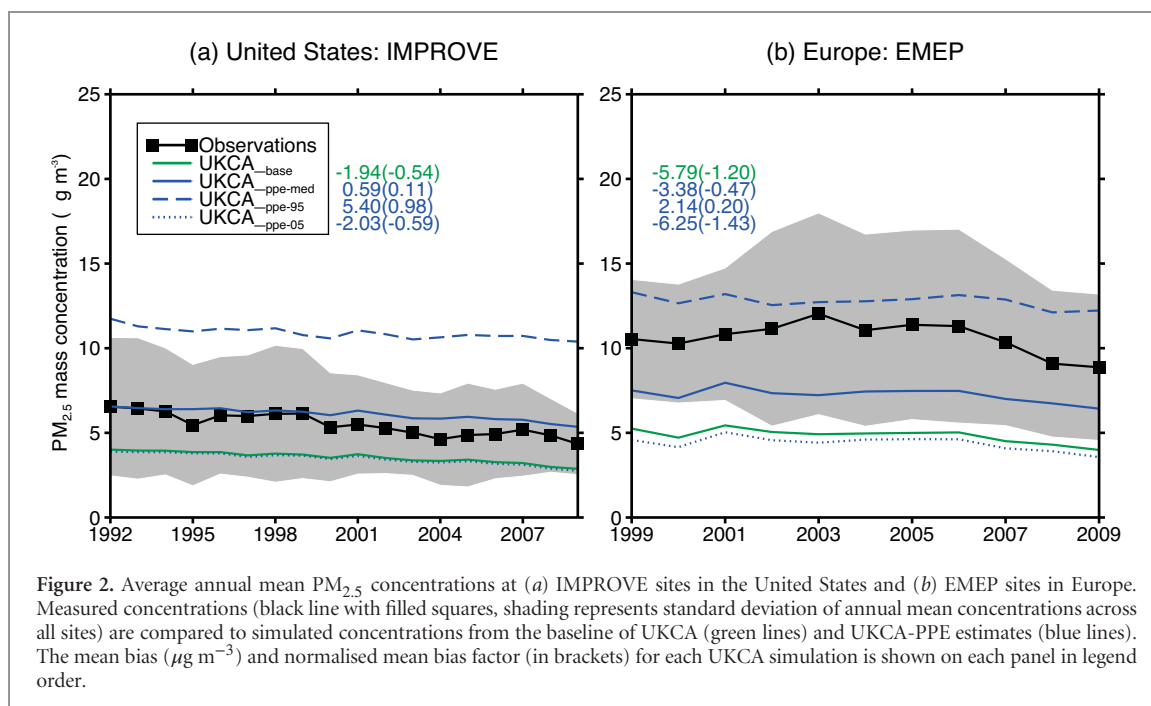 (a) United States: IMPROVE
(b) Europe: EMEP
PM2.5 mass concentration ( g m-3)
25
20
15
10
5
0
1992 1995 1998 2001 2004 2007
Observations
UKCA_base
UKCA_ppe-med
UKCA_ppe-95
UKCA_ppe-05
-1.94(-0.54)
0.59(0.11)
5.40(0.98)
-2.03(-0.59)
25
20
15
10
5
0
1999 2001 2003 2005 2007 2009
-5.79(-1.20)
-3.38(-0.47)
2.14(0.20)
-6.25(-1.43)
Figure 2. Average annual mean PM2.5 concentrations at (a) IMPROVE sites in the United States and (b) EMEP sites in Europe.
Measured concentrations (black line with filled squares, shading represents standard deviation of annual mean concentrations across
all sites) are compared to simulated concentrations from the baseline of UKCA (green lines) and UKCA-PPE estimates (blue lines).
The mean bias (μg m−3) and normalised mean bias factor (in brackets) for each UKCA simulation is shown on each panel in legend
order.